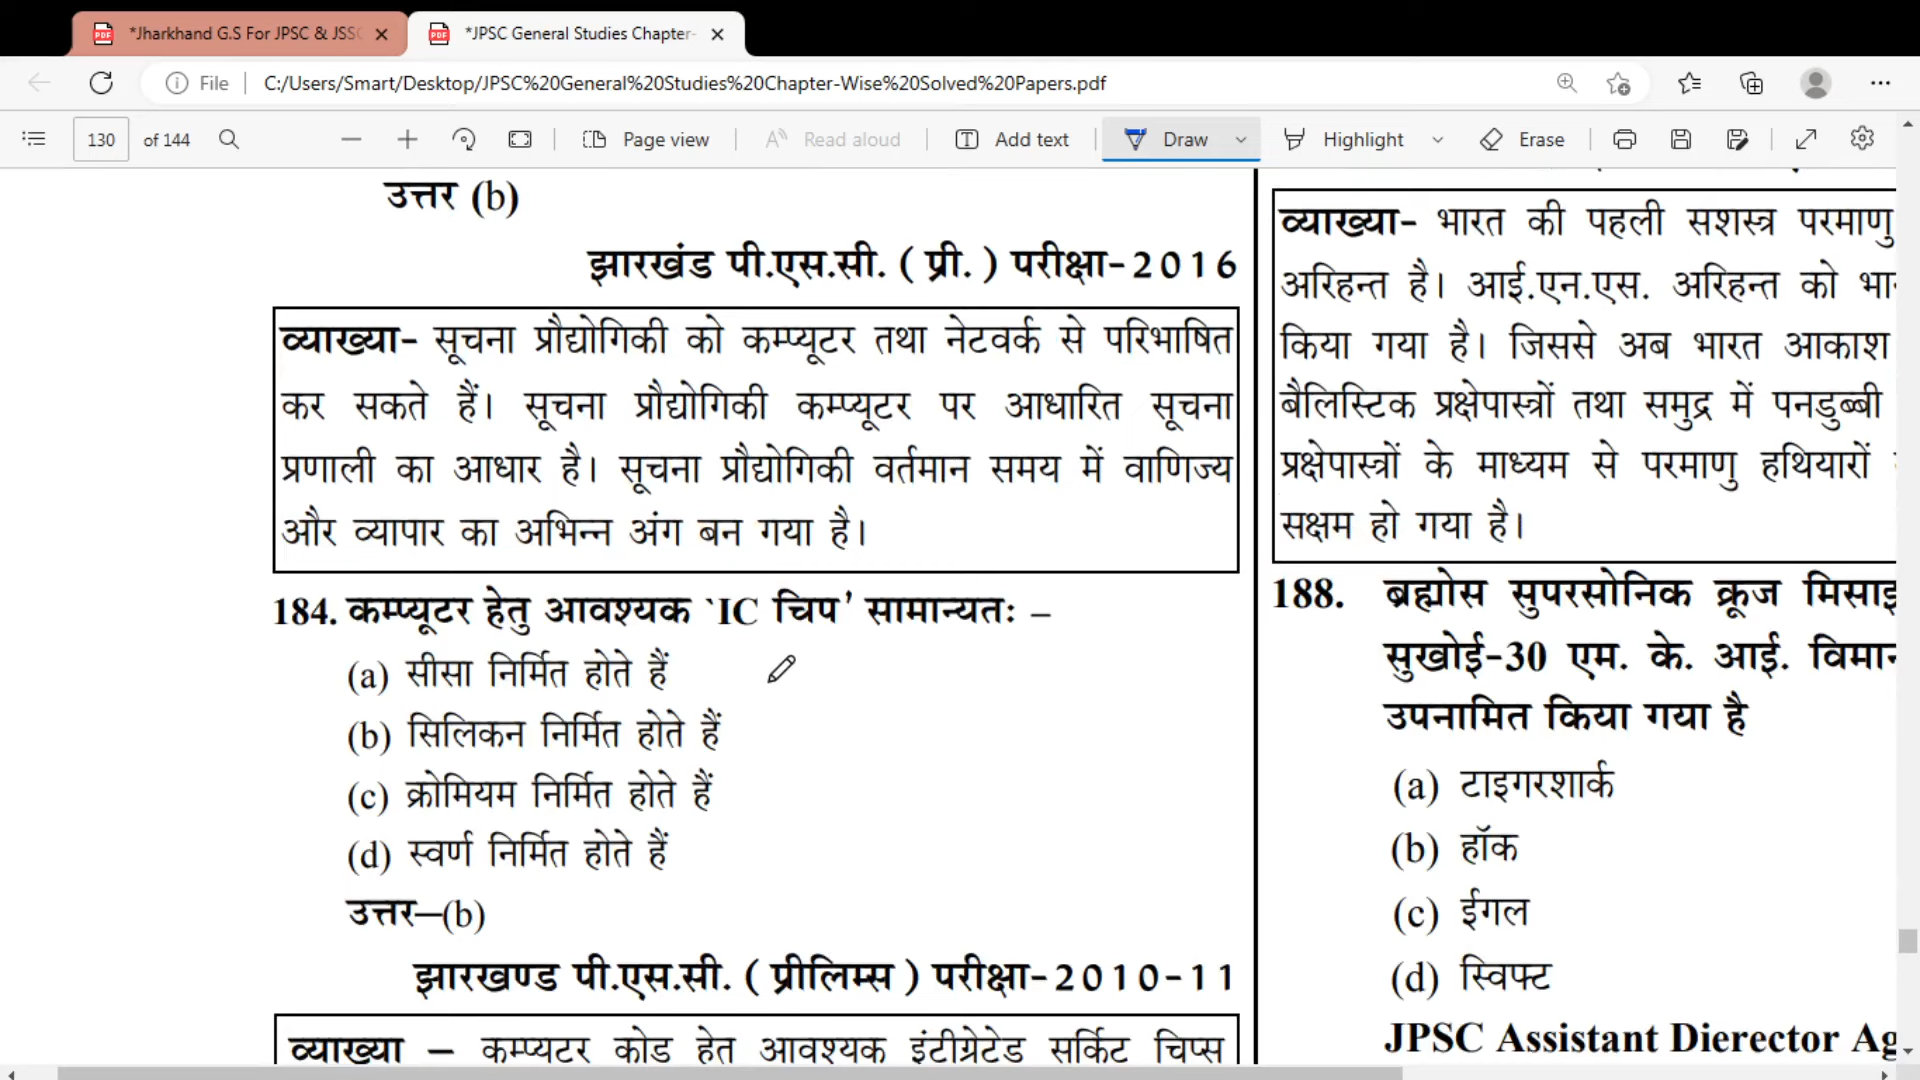 *Jharkhand G.S For JPSC & JSSC
*JPSC General Studies Chapter-
File
C:/Users/Smart/Desktop/JPSC%20General%20Studies%20Chapter-Wise%20Solved%20Papers.pdf
130 of 144
Page view
Read aloud
Add text
Draw
Highlight
Erase
उत्तर (b)
झारखंड पी.एस.सी. ( प्री. ) परीक्षा-2016
व्याख्या- सूचना प्रौद्योगिकी को कम्प्यूटर तथा नेटवर्क से परिभाषित
कर सकते हैं। सूचना प्रौद्योगिकी कम्प्यूटर पर आधारित सूचना
प्रणाली का आधार है। सूचना प्रौद्योगिकी वर्तमान समय में वाणिज्य
और व्यापार का अभिन्न अंग बन गया है।
184. कम्प्यूटर हेतु आवश्यक `IC चिप' सामान्यतः –
(a) सीसा निर्मित होते हैं
(b) सिलिकन निर्मित होते हैं
(c) क्रोमियम निर्मित होते हैं
(d) स्वर्ण निर्मित होते हैं
उत्तर–(b)
झारखण्ड पी.एस.सी. ( प्रीलिम्स ) परीक्षा-2010-11
व्याख्या – कम्प्यूटर कोड हेतु आवश्यक इंटीग्रेटेड सर्किट चिप्स
व्याख्या- भारत की पहली सशस्त्र परमाणु
अरिहन्त है। आई.एन.एस. अरिहन्त को
किया गया है। जिससे अब भारत आकाश
बैलिस्टिक प्रक्षेपास्त्रों तथा समुद्र में पनडुब्बी
प्रक्षेपास्त्रों के माध्यम से परमाणु हथियारों
सक्षम हो गया है।
188. ब्रह्मोस सुपरसोनिक क्रूज
सुखोई-30 एम. के. आई.
उपनामित किया गया है
(a) टाइगरशार्क
(b) हॉक
(c) ईगल
(d) स्विफ्ट
JPSC Assistant Dierector